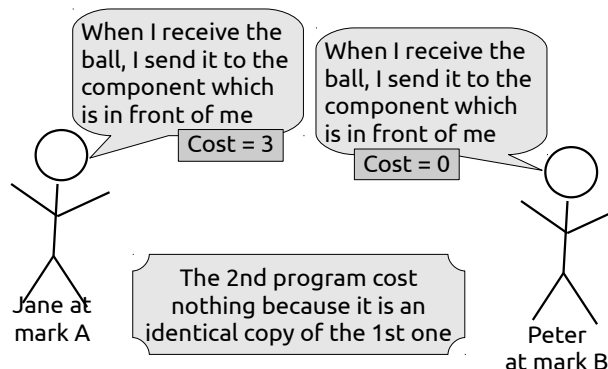 When I receive the
ball, I send it to the
component which
is in front of me
Cost = 3
When I receive the
ball, I send it to the
component which
is in front of me
Cost = 0
The 2nd program cost
nothing because it is an
identical copy of the 1st one
Jane at
mark A
Peter
at mark B